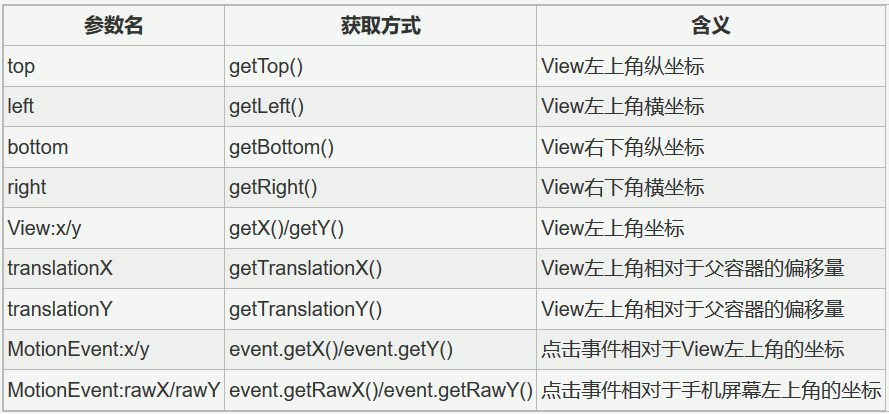 参数名 获取方式 含义
top getTop() View左上角纵坐标
left getLeft() View左上角横坐标
bottom getBottom() View右下角纵坐标
right getRight() View右下角横坐标
View:x/y getX()/getY() View左上角坐标
translationX getTranslationX() View左上角相对于父容器的偏移量
translationY getTranslationY() View左上角相对于父容器的偏移量
MotionEvent:x/y event.getX()/event.getY() 点击事件相对于View左上角的坐标
MotionEvent:rawX/rawY event.getRawX()/event.getRawY() 点击事件相对于手机屏幕左上角的坐标